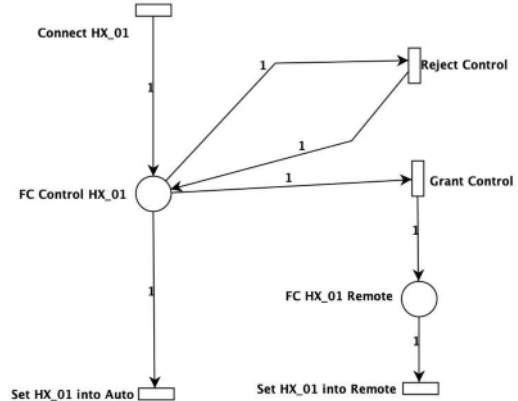 Connect HX_01
1
Reject Control
1
1
FC Control HX_01
1
Grant Control
1
1
FC HX_01 Remote
1
Set HX_01 into Auto
Set HX_01 into Remote